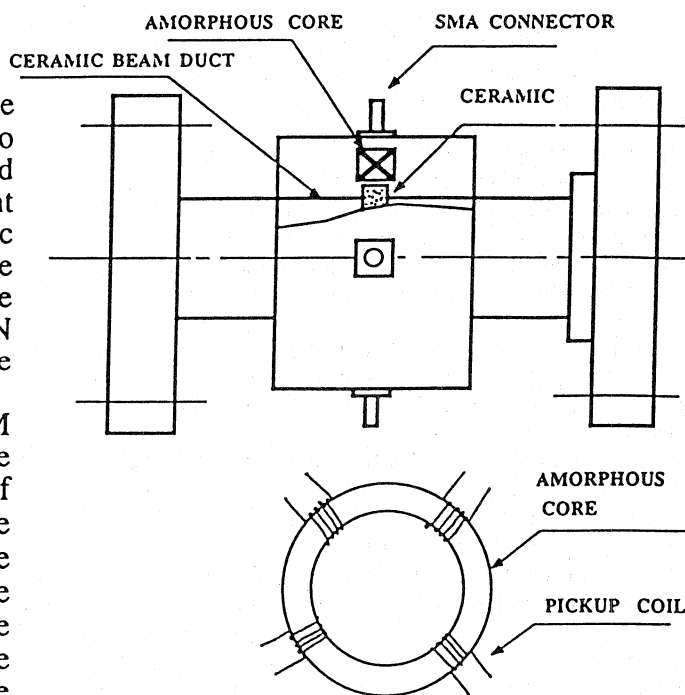 AMORPHOUS CORE
SMA CONNECTOR
CERAMIC BEAM DUCT
CERAMIC
e
o
d
t
c
e
e
N
e
M
e
f
e
e
e
e
e
e
AMORPHOUS
CORE
PICKUP COIL